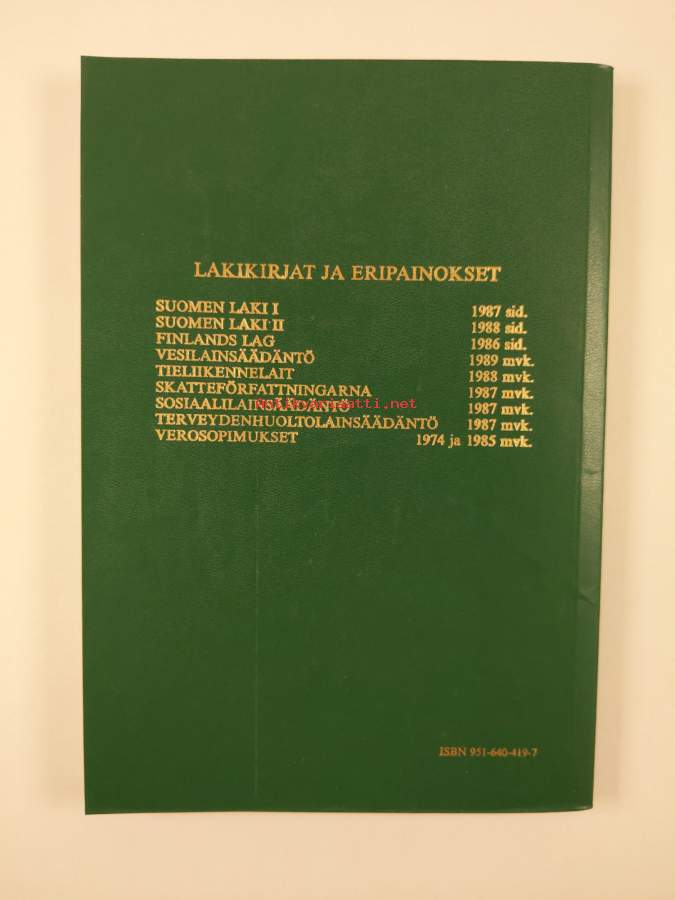 LAKIKIRJAT JA ERIPAINOKSET
SUOMEN LAKI I 1987 sid.
SUOMEN LAKI II 1988 sid.
FINLANDS LAG 1986 sid.
VESILAINSÄÄDÄNTÖ 1989 mvk.
TIELIIKENNELAIT 1988 mvk.
SKATTEFÖRFATTNINGARNA 1987 mvk.
SOSIAALILAINSÄÄDÄNTÖ 1987 mvk.
Antikvariaatti.net
TERVEYDENHUOLTOLAINSÄÄDÄNTÖ 1987 mvk.
VEROSOPIMUKSET 1974 ja 1985 mvk.
ISBN 951-640-419-7